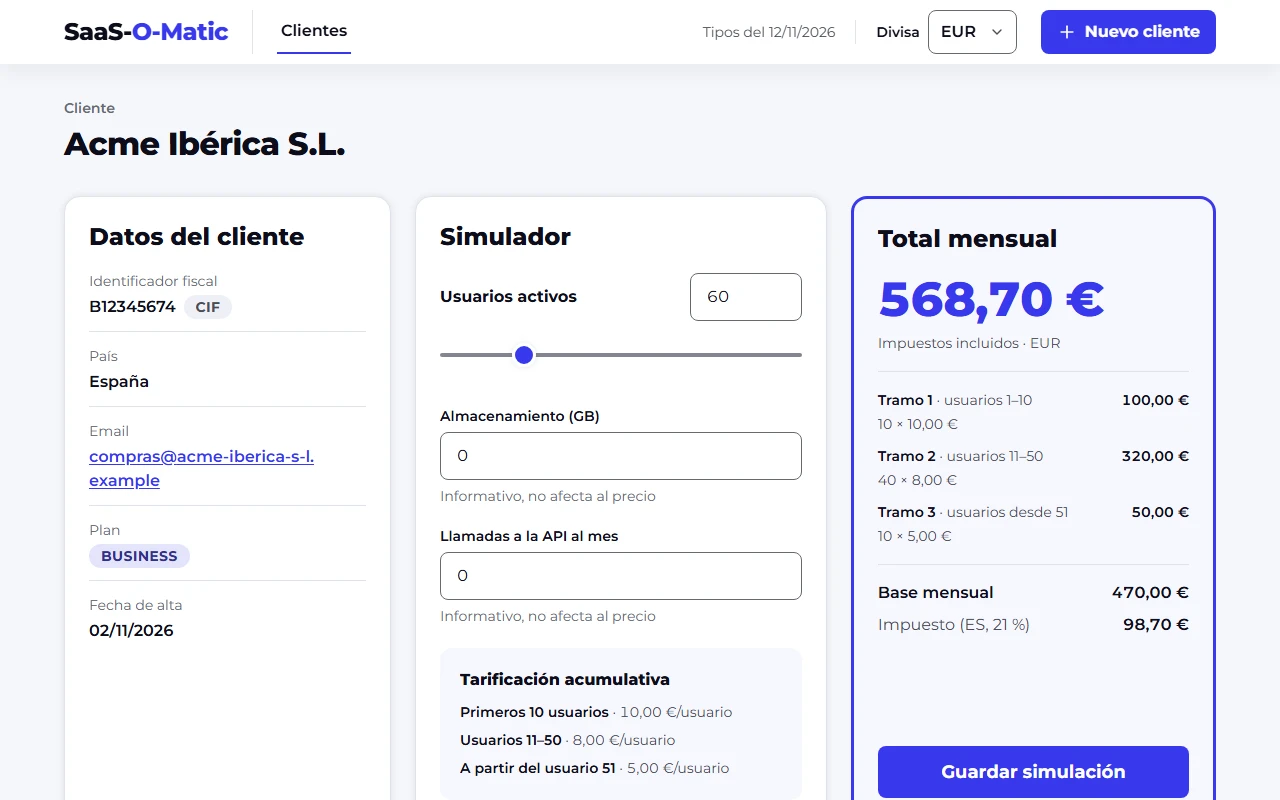 SaaS-O-Matic
Clientes
Tipos del 12/11/2026
Divisa
EUR
Nuevo cliente
Cliente
Acme Ibérica S.L.
Datos del cliente
Identificador fiscal
B12345674 CIF
País
España
Email
compras@acme-iberica-s-l.
example
Plan
BUSINESS
Fecha de alta
02/11/2026
Simulador
Usuarios activos
60
Almacenamiento (GB)
0
Informativo, no afecta al precio
Llamadas a la API al mes
0
Informativo, no afecta al precio
Tarificación acumulativa
Primeros 10 usuarios · 10,00 €/usuario
Usuarios 11–50 · 8,00 €/usuario
A partir del usuario 51 · 5,00 €/usuario
Total mensual
568,70 €
Impuestos incluidos · EUR
Tramo 1 · usuarios 1–10 100,00 €
10 × 10,00 €
Tramo 2 · usuarios 11–50 320,00 €
40 × 8,00 €
Tramo 3 · usuarios desde 51 50,00 €
10 × 5,00 €
Base mensual 470,00 €
Impuesto (ES, 21 %) 98,70 €
Guardar simulación